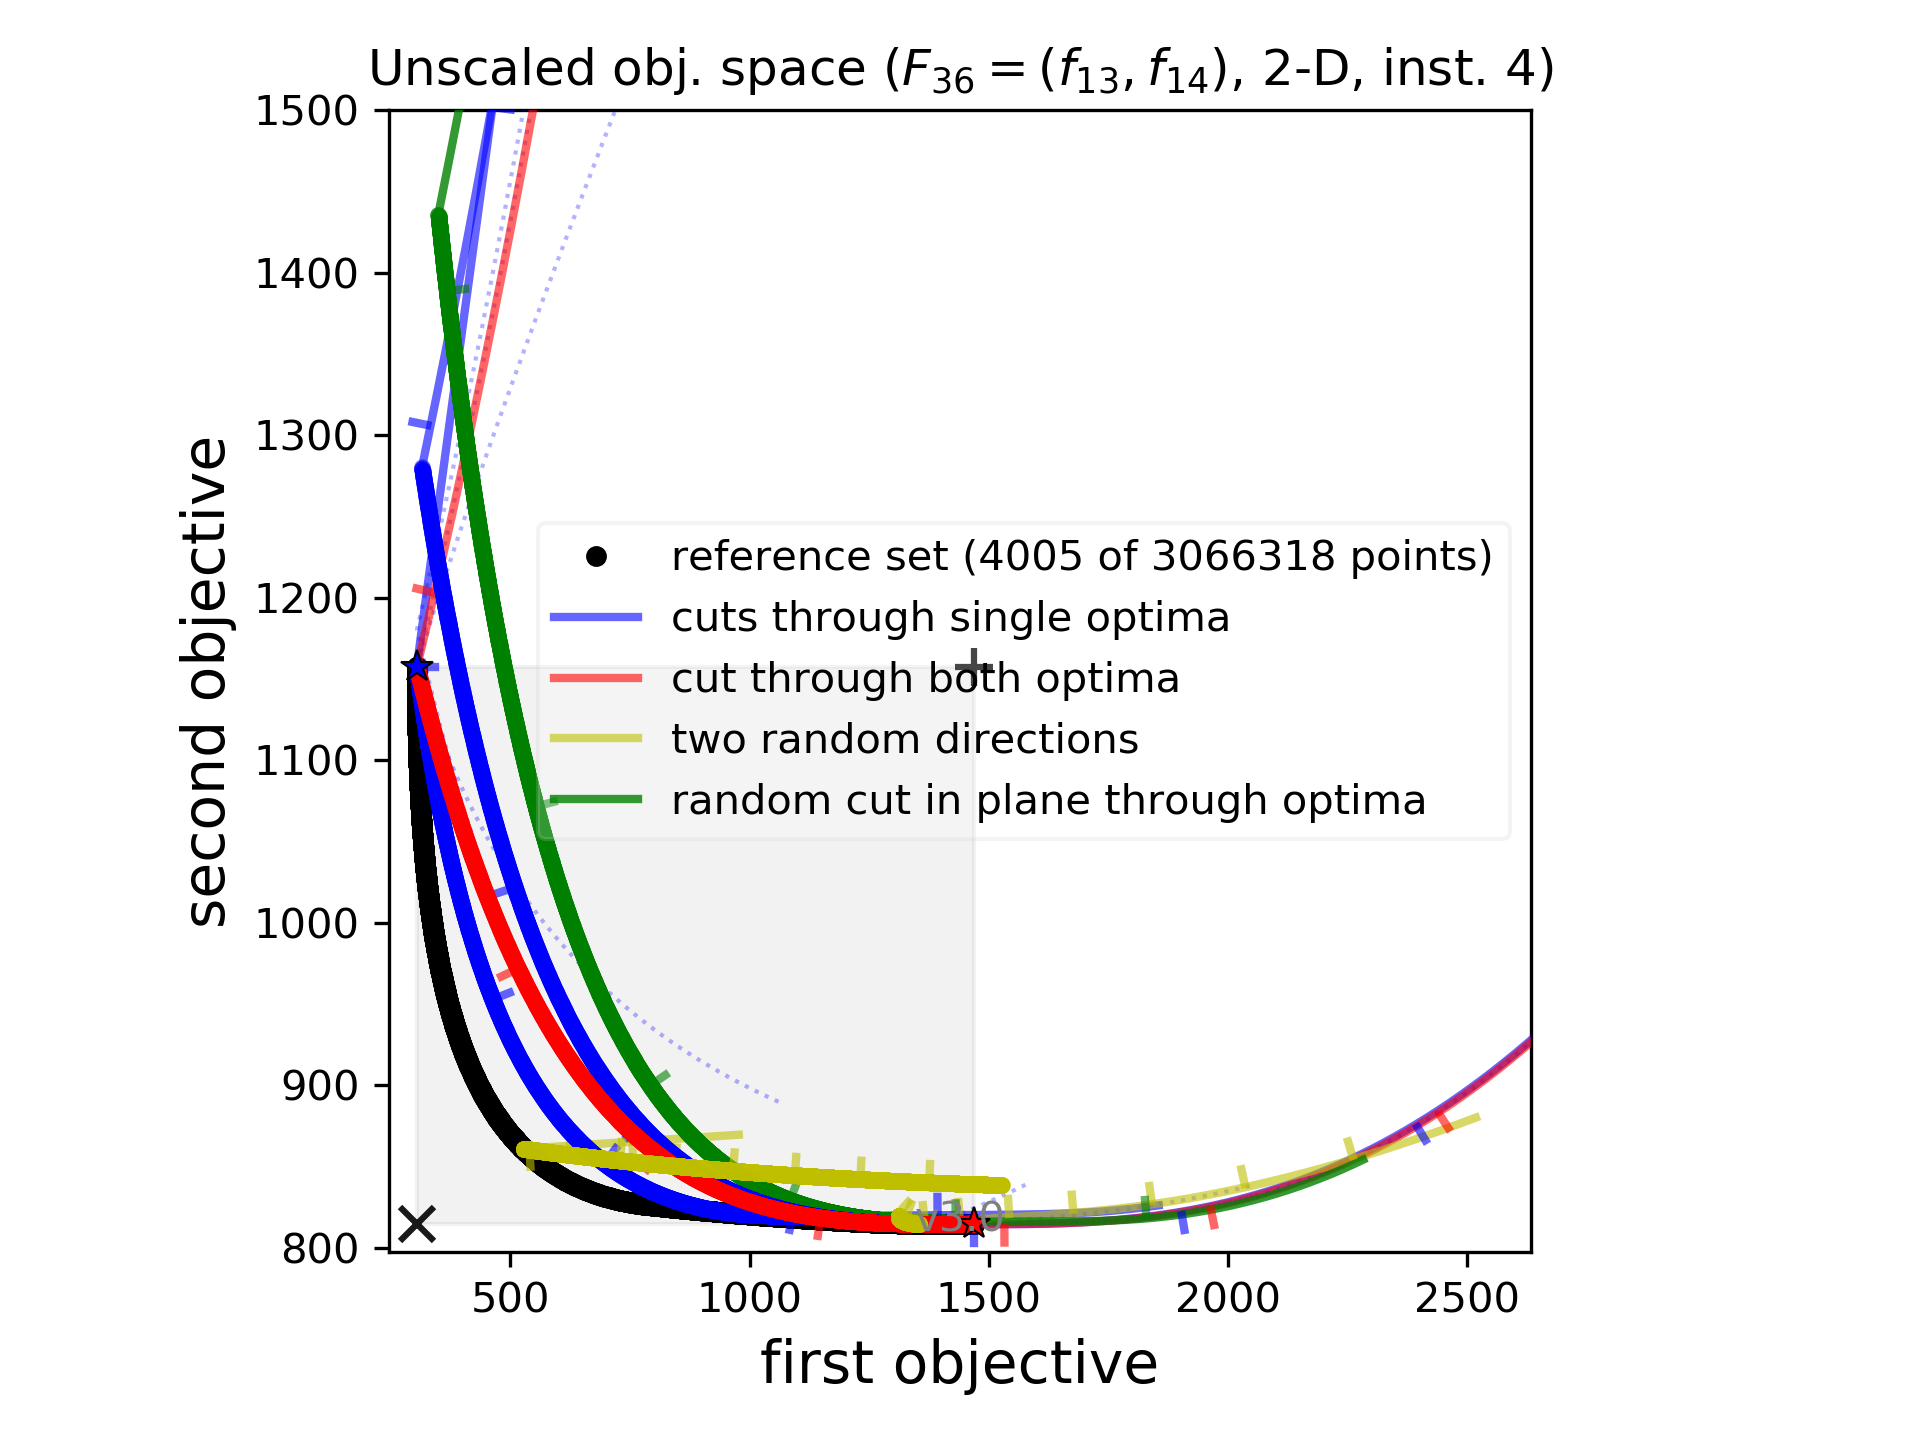 Unscaled obj. space (F36 = (f13, f14), 2-D, inst. 4)
1500
1400
1300
1200
1100
1000
900
800
second objective
reference set (4005 of 3066318 points)
cuts through single optima
cut through both optima
two random directions
random cut in plane through optima
v3.0
500 1000 1500 2000 2500
first objective